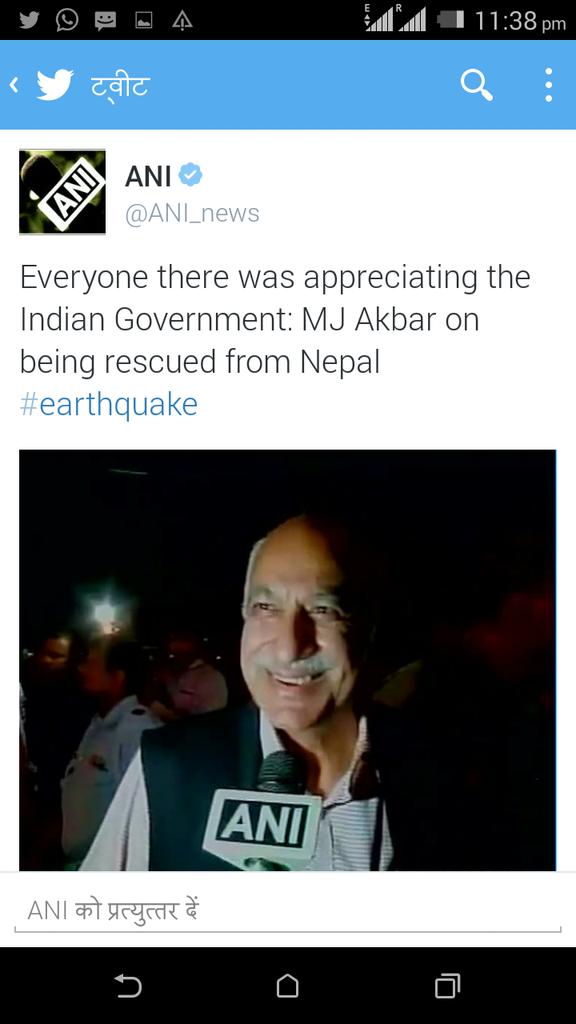 E R 11:38 pm
ट्वीट
ANI
ANI
@ANI_news
Everyone there was appreciating the
Indian Government: MJ Akbar on
being rescued from Nepal
#earthquake
ANI
ANI को प्रत्युत्तर दें